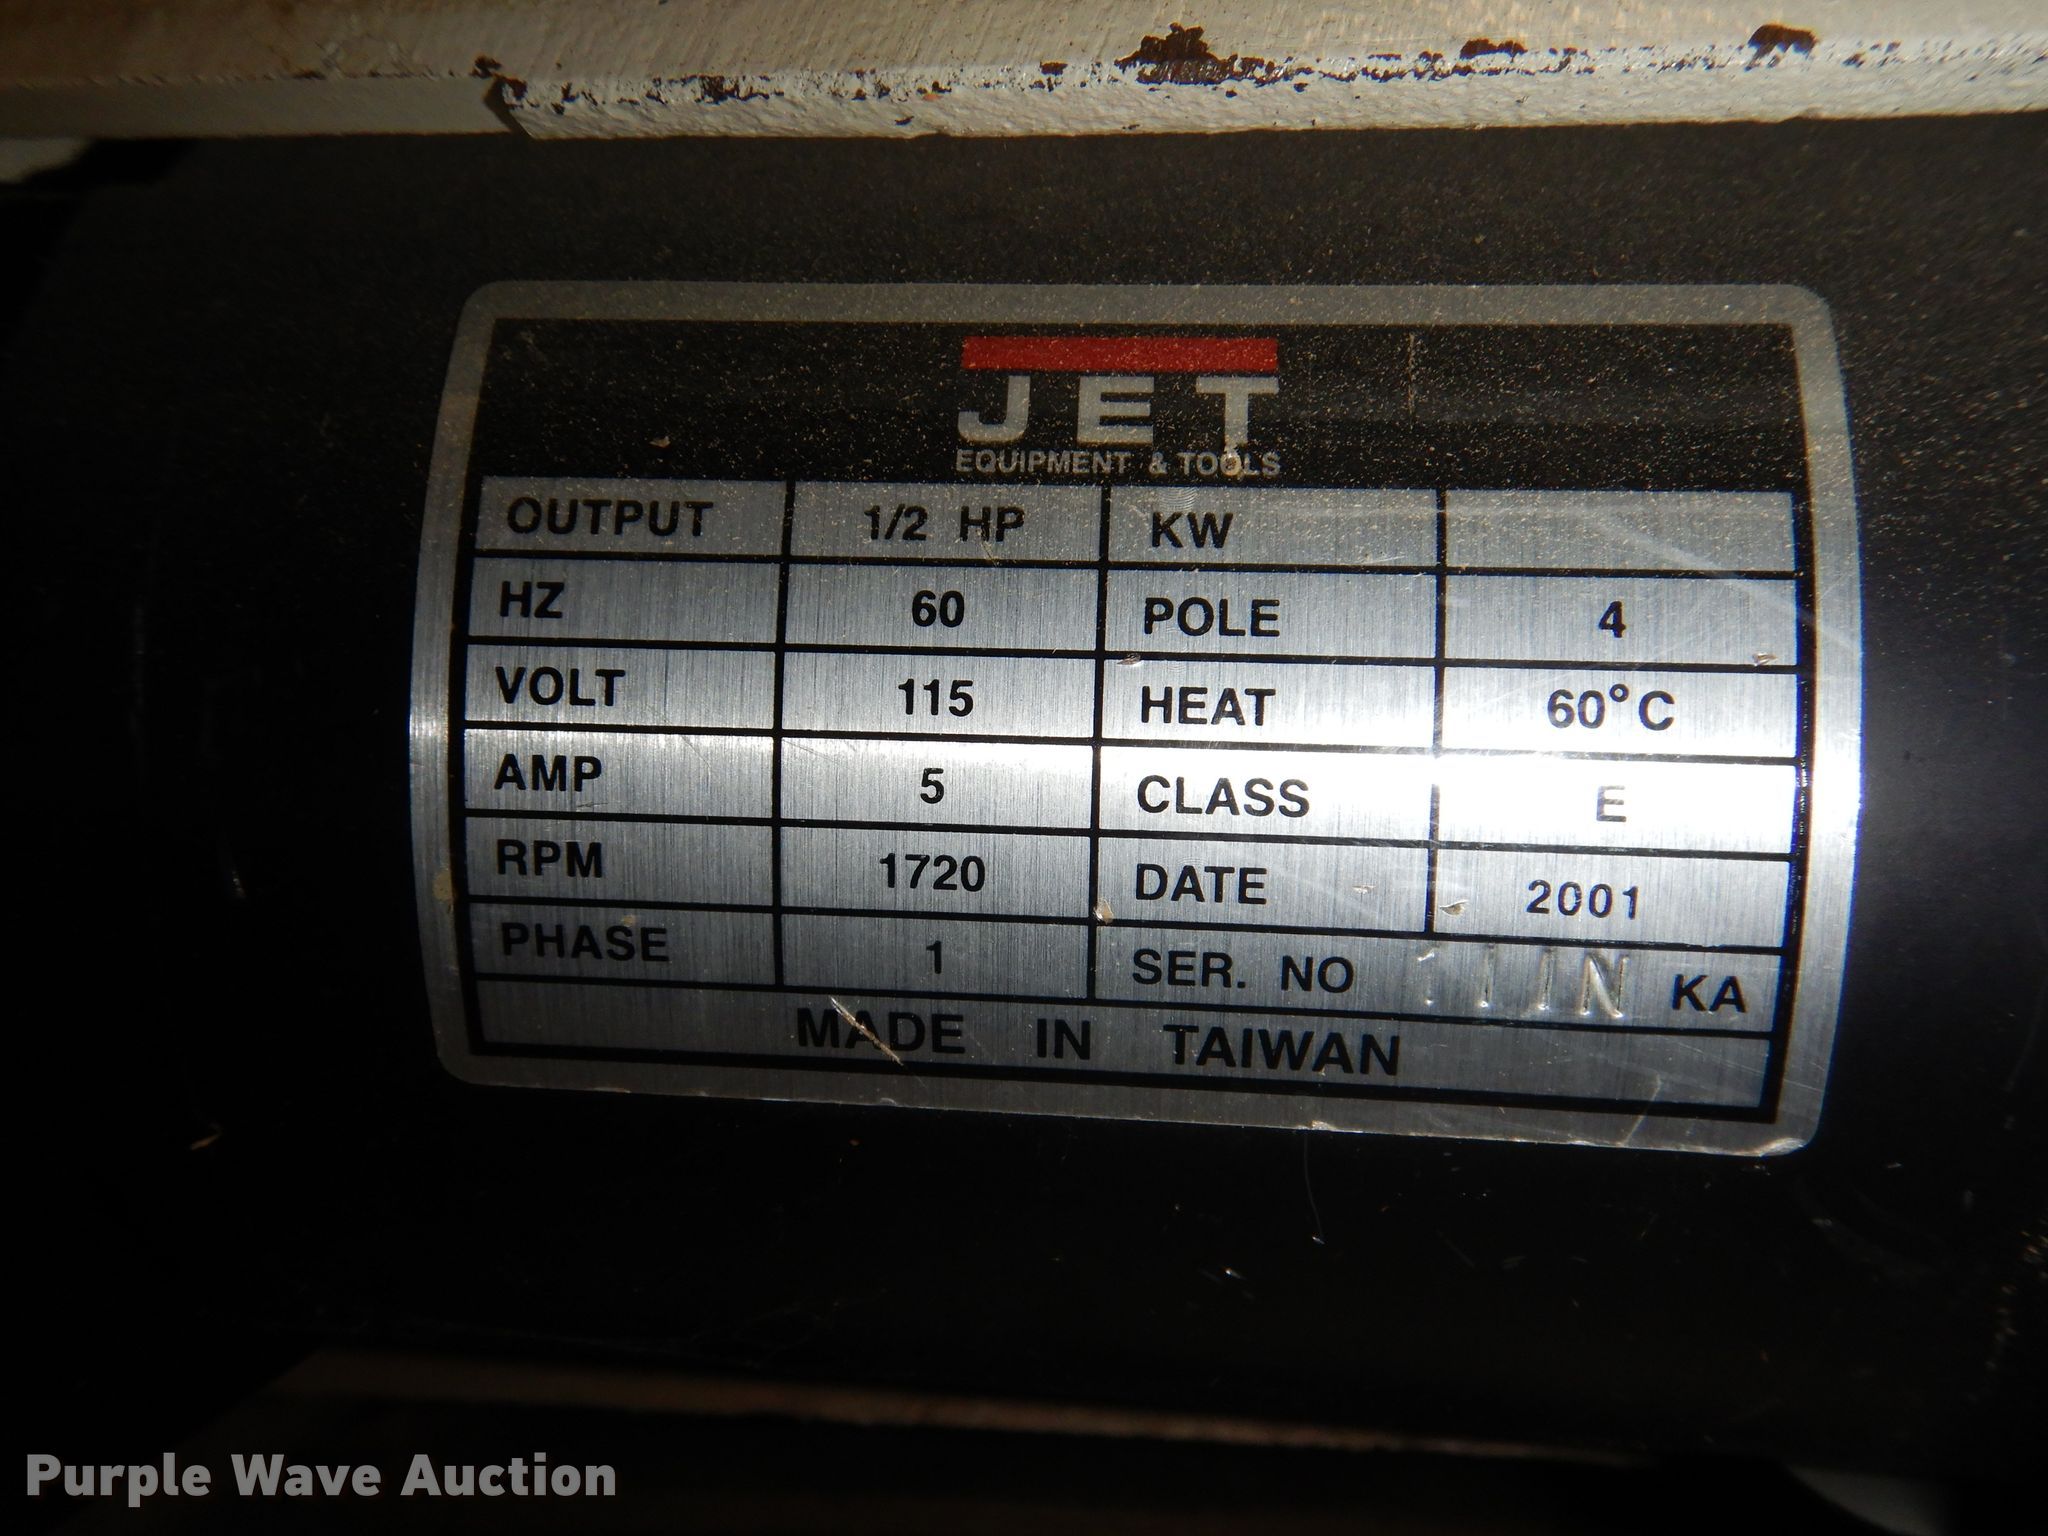 JET
EQUIPMENT & TOOLS
OUTPUT 1/2 HP KW
HZ 60 POLE 4
VOLT 115 HEAT 60°C
AMP 5 CLASS E
RPM 1720 DATE 2001
PHASE 1 SER. NO KA
MADE IN TAIWAN
Purple Wave Auction